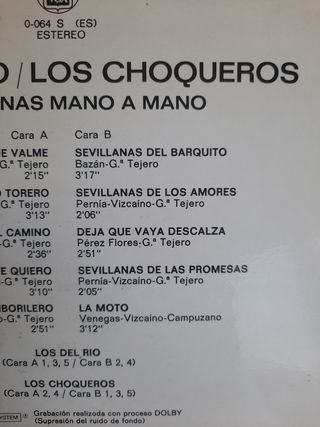 0-064 S (ES)
ESTEREO
O / LOS CHOQUEROS
NAS MANO A MANO
Cara A Cara B
DE VALME SEVILLANAS DEL BARQUITO
G.ª Tejero Bazán-G.ª Tejero
2'15" 3'17"
O TORERO SEVILLANAS DE LOS AMORES
G.ª Tejero Pernía-Vizcaíno-G.ª Tejero
3'13" 2'06"
L CAMINO DEJA QUE VAYA DESCALZA
-G.ª Tejero Pérez Flores-G.ª Tejero
2'36" 2'51"
E QUIERO SEVILLANAS DE LAS PROMESAS
-G.ª Tejero Pernia-Vizcaíno-G.ª Tejero
3'10" 2'05"
MBORILERO LA MOTO
o-G.ª Tejero Venegas-Vizcaíno-Campuzano
2'51" 3'12"
LOS DEL RIO
(Cara A 1, 3, 5 / Cara B 2, 4)
LOS CHOQUEROS
(Cara A 2, 4 / Cara B 1, 3, 5)
SYSTEM ® Grabación realizada con proceso DOLBY
(Supresión del ruido de fondo)